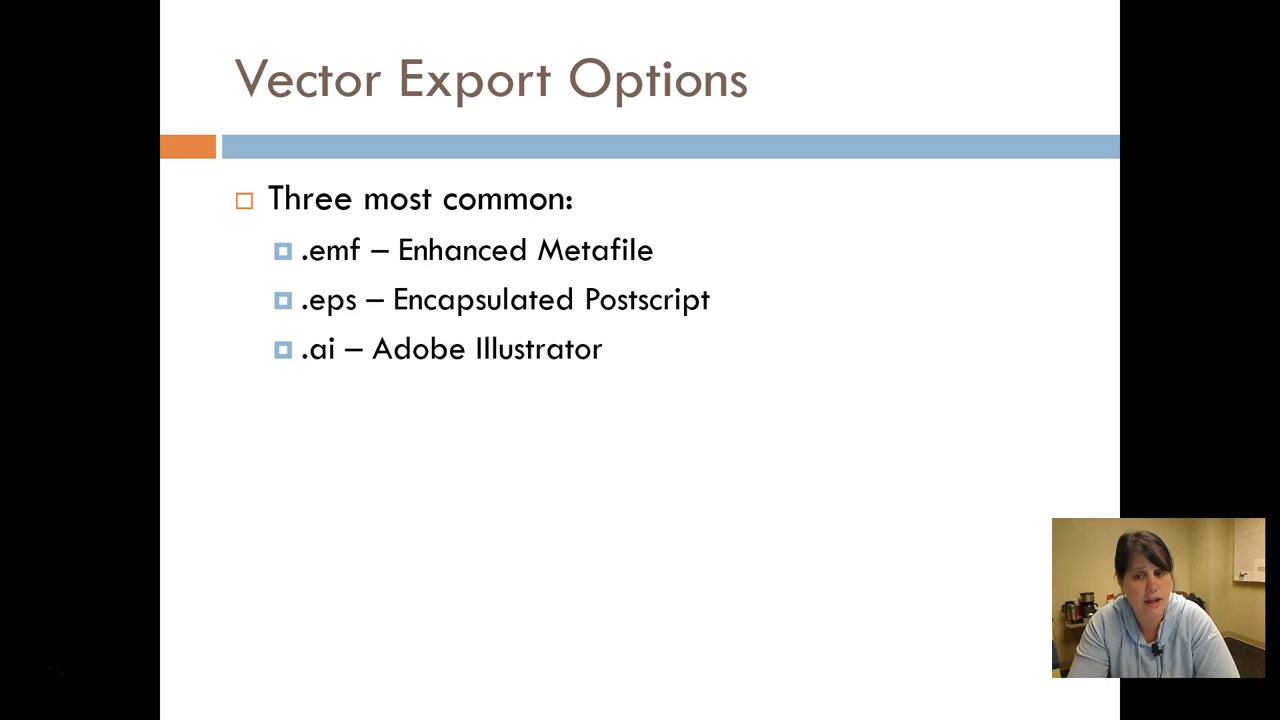 Vector Export Options
Three most common:
.emf – Enhanced Metafile
.eps – Encapsulated Postscript
.ai – Adobe Illustrator